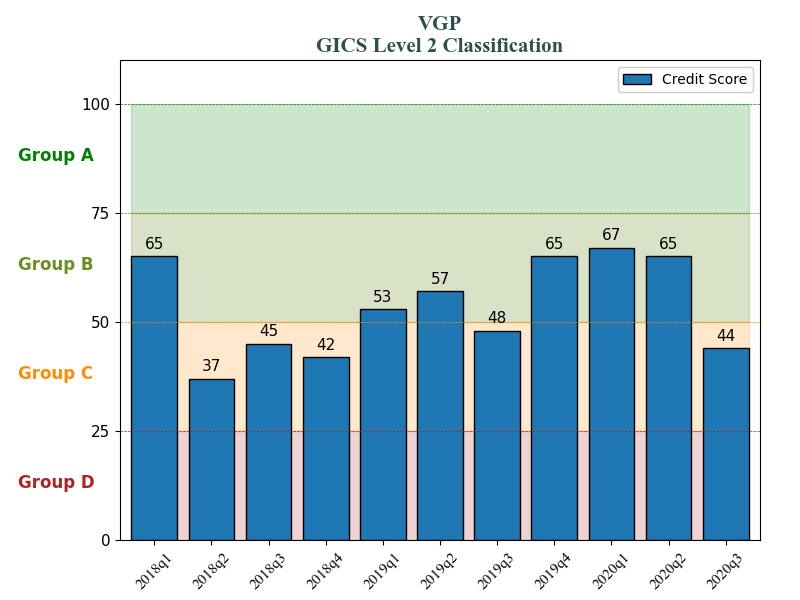 VGP
GICS Level 2 Classification
Credit Score
100
Group A
75
Group B
50
Group C
25
Group D
0
65
37
45
42
53
57
48
65
67
65
44
2018q1
2018q2
2018q3
2018q4
2019q1
2019q2
2019q3
2019q4
2020q1
2020q2
2020q3